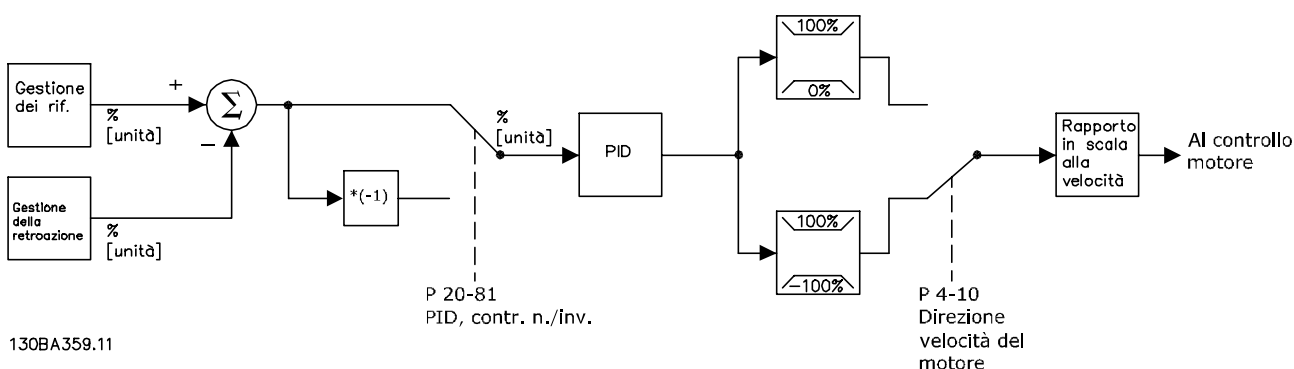 Gestione
dei rif.
+
%
[unità]
Σ
−
Gestione
della
retroazione
%
[unità]
*(-1)
%
[unità]
P 20-81
PID, contr. n./inv.
PID
100%
0%
100%
−100%
P 4-10
Direzione
velocità del
motore
Rapporto
in scala
alla
velocità
Al controllo
motore
130BA359.11